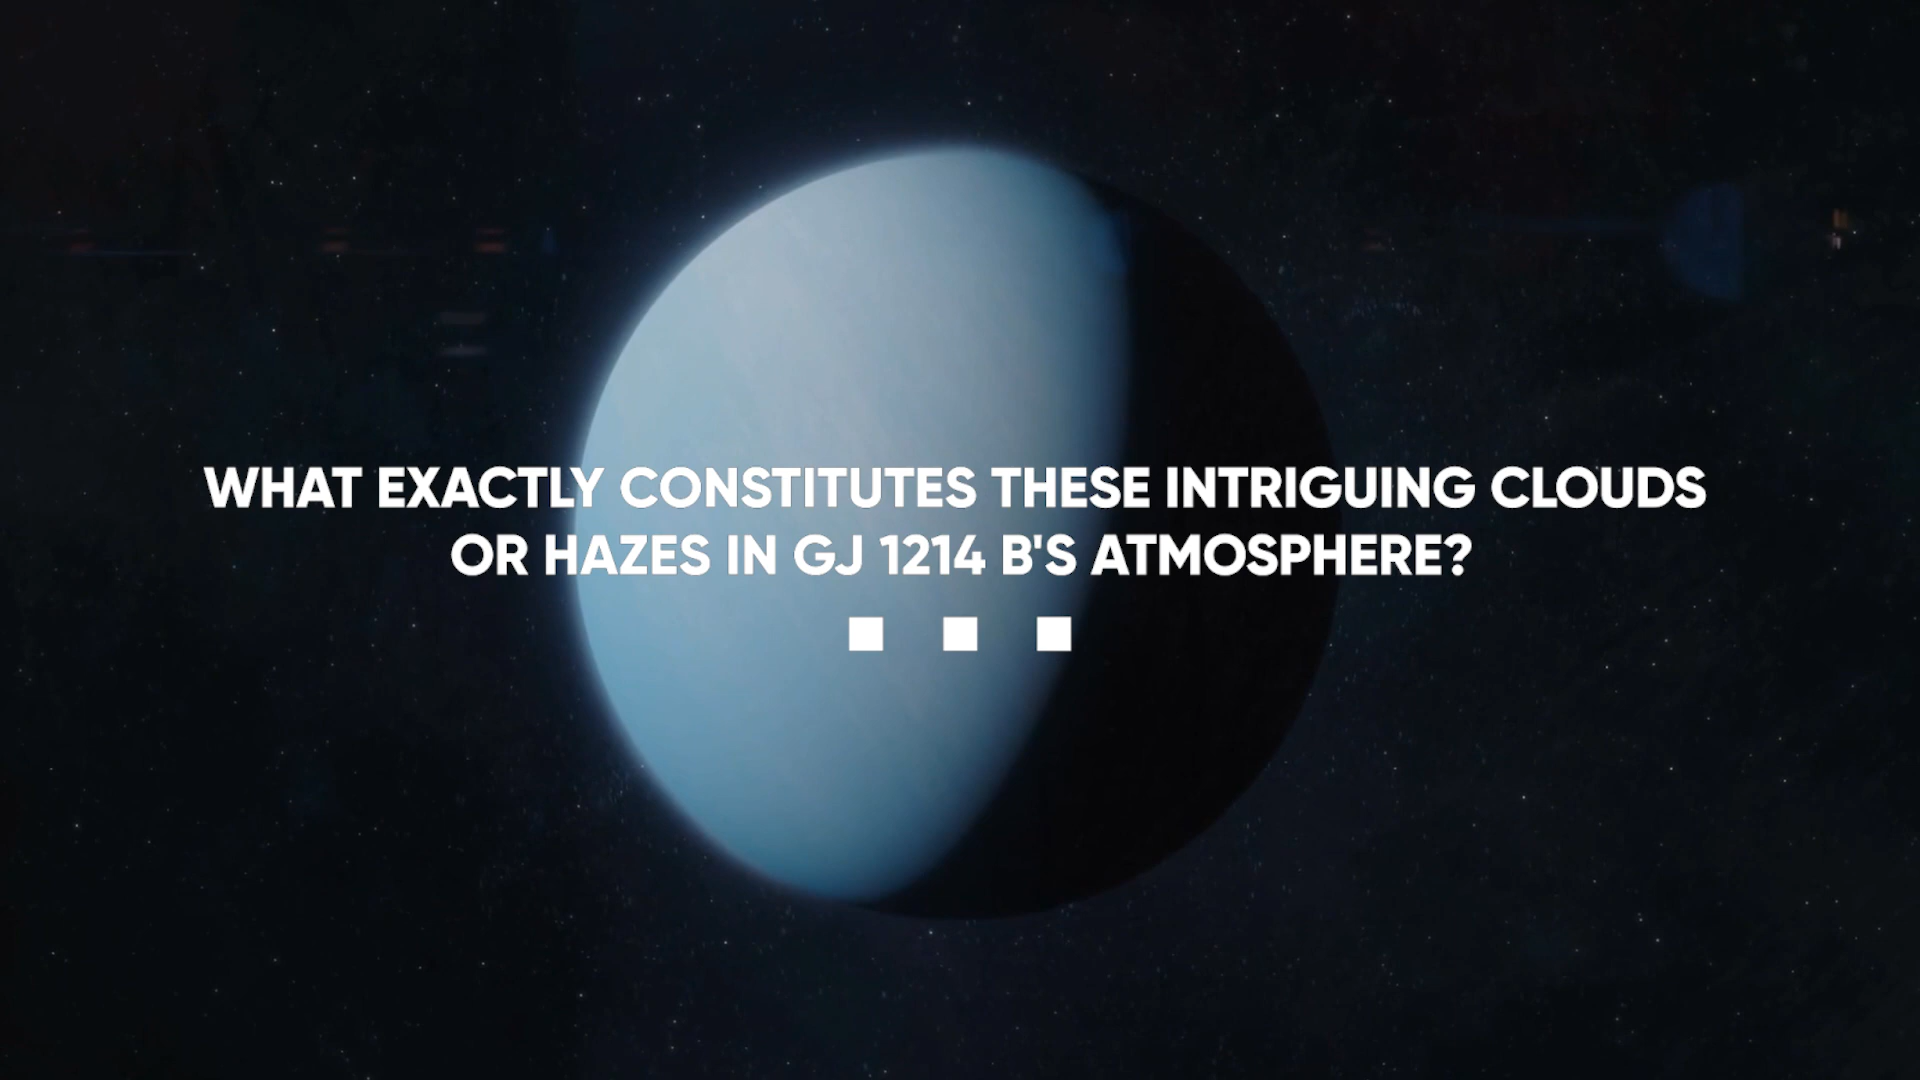 WHAT EXACTLY CONSTITUTES THESE INTRIGUING CLOUDS
OR HAZES IN GJ 1214 B'S ATMOSPHERE?